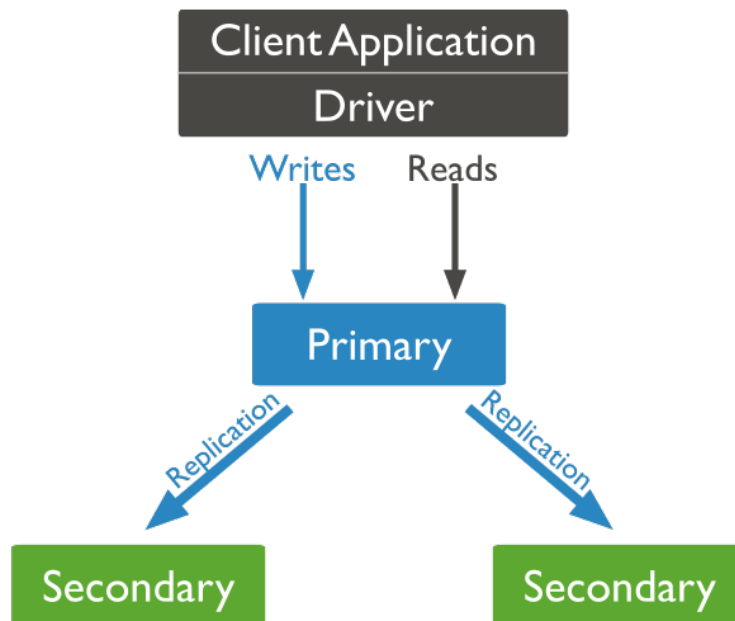 Client Application
Driver
Writes
Reads
Primary
Replication
Replication
Secondary
Secondary